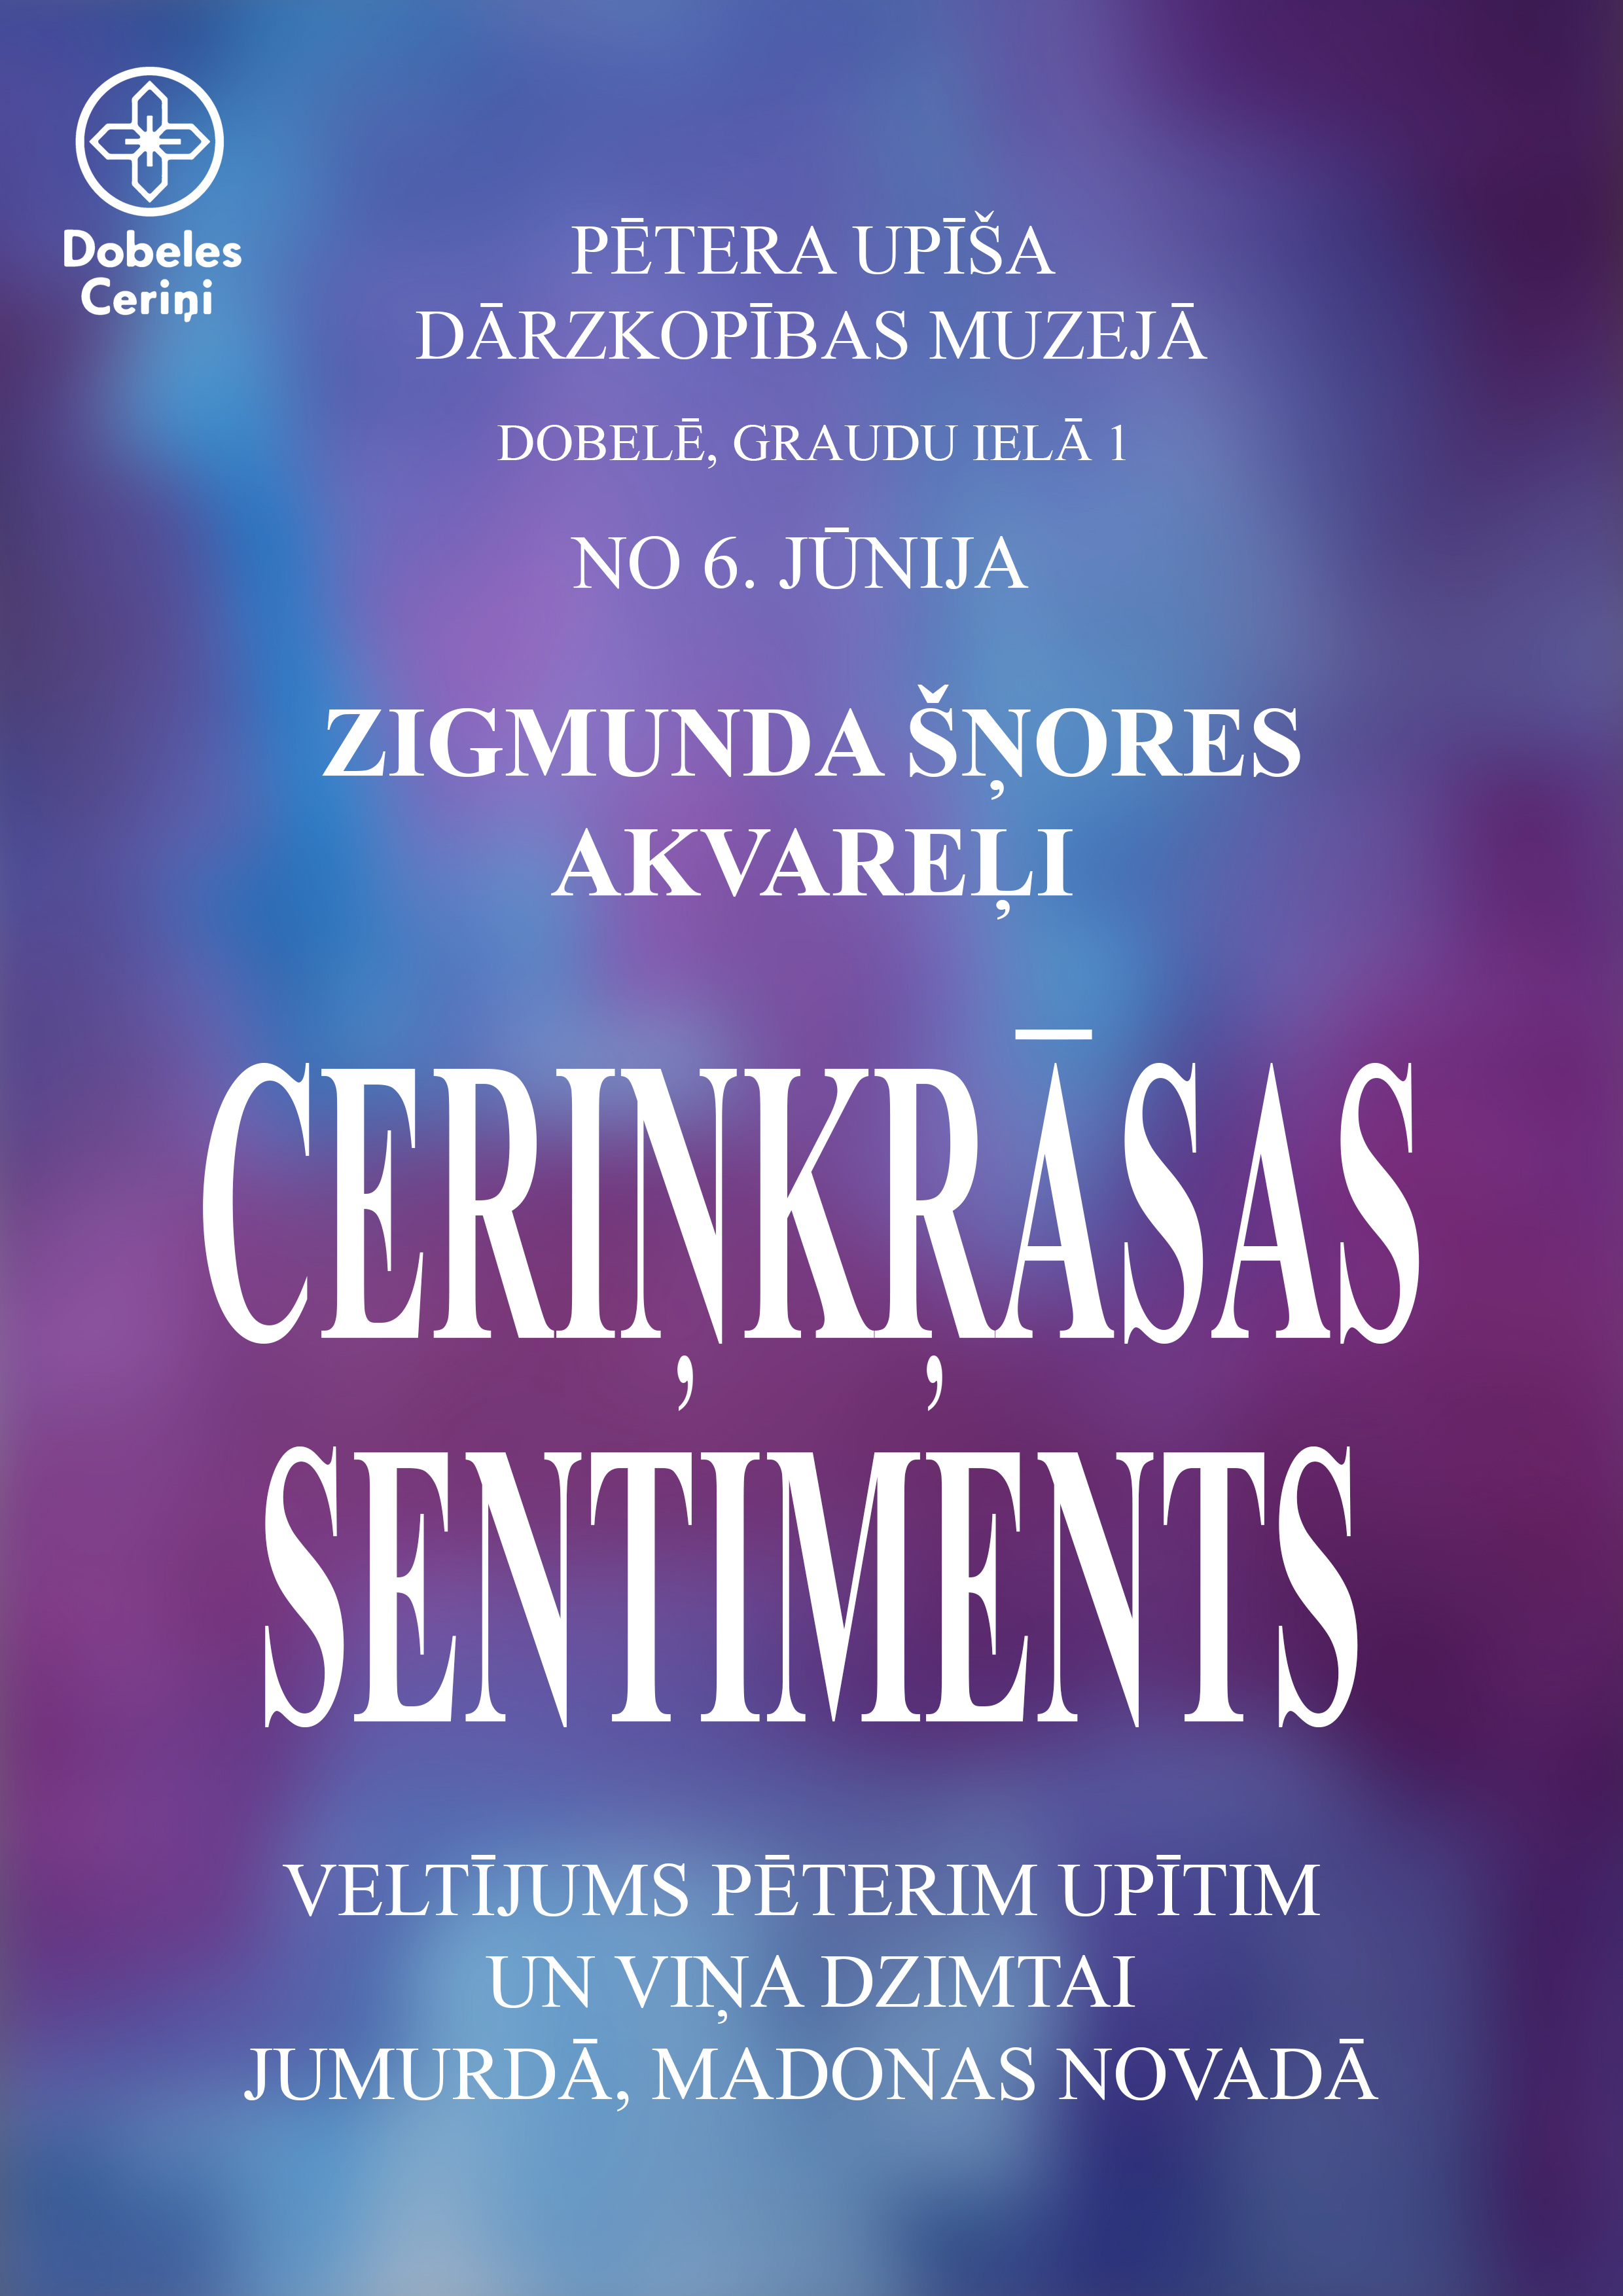 Dobeles
Ceriņi
PĒTERA UPĪŠA
DĀRZKOPĪBAS MUZEJĀ
DOBELĒ, GRAUDU IELĀ 1
NO 6. JŪNIJA
ZIGMUNDA ŠŅORES
AKVAREĻI
CERIŅKŖĀSAS
SENTIMENTS
VELTĪJUMS PĒTERIM UPĪTIM
UN VIŅA DZIMTAI
JUMURDĀ, MADONAS NOVADĀ